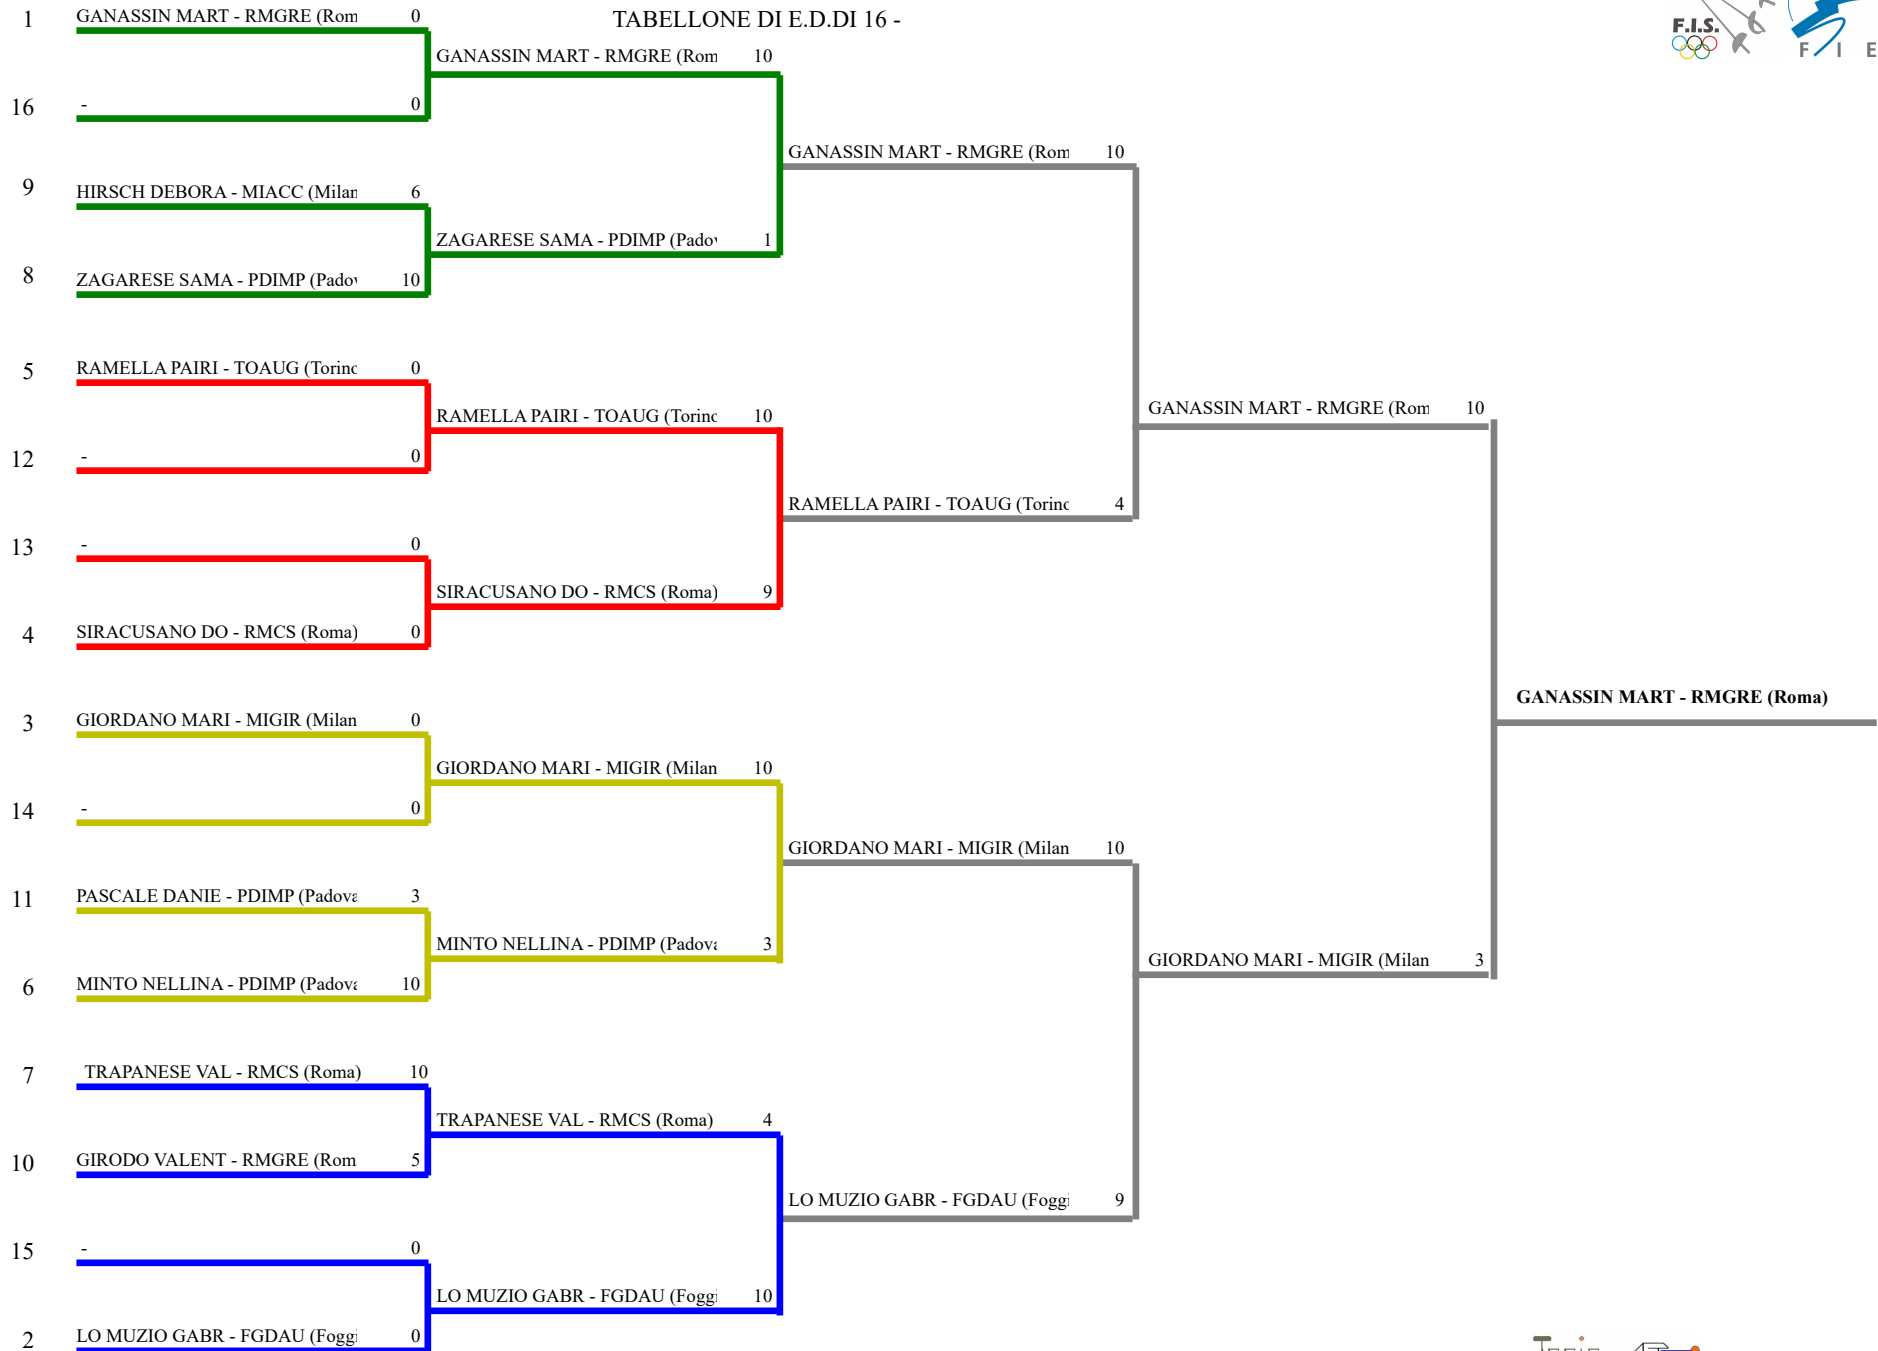 TABELLONE DI E.D.DI 16 -
F.I.S.
F I E
1 GANASSIN MART - RMGRE (Rom 0
GANASSIN MART - RMGRE (Rom 10
16 - 0
GANASSIN MART - RMGRE (Rom 10
9 HIRSCH DEBORA - MIACC (Milan 6
ZAGARESE SAMA - PDIMP (Padov 1
8 ZAGARESE SAMA - PDIMP (Padov 10
5 RAMELLA PAIRI - TOAUG (Torino 0
RAMELLA PAIRI - TOAUG (Torino 10
GANASSIN MART - RMGRE (Rom 10
12 - 0
RAMELLA PAIRI - TOAUG (Torino 4
13 - 0
SIRACUSANO DO - RMCS (Roma) 9
4 SIRACUSANO DO - RMCS (Roma) 0
GANASSIN MART - RMGRE (Roma)
3 GIORDANO MARI - MIGIR (Milan 0
GIORDANO MARI - MIGIR (Milan 10
14 - 0
GIORDANO MARI - MIGIR (Milan 10
11 PASCALE DANIE - PDIMP (Padova 3
MINTO NELLINA - PDIMP (Padova 3
GIORDANO MARI - MIGIR (Milan 3
6 MINTO NELLINA - PDIMP (Padova 10
7 TRAPANESE VAL - RMCS (Roma) 10
TRAPANESE VAL - RMCS (Roma) 4
10 GIRODO VALENT - RMGRE (Rom 5
LO MUZIO GABR - FGDAU (Foggi 9
15 - 0
LO MUZIO GABR - FGDAU (Foggi 10
2 LO MUZIO GABR - FGDAU (Foggi 0